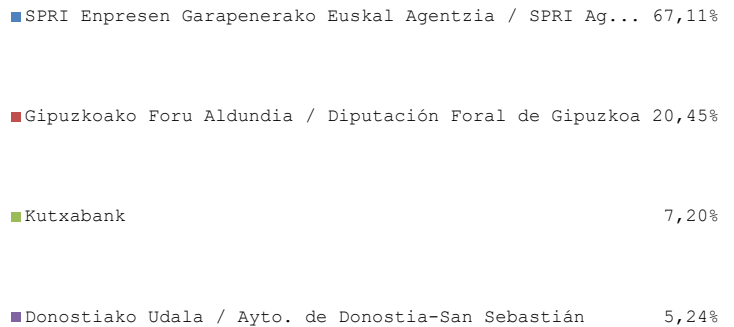 SPRI Enpresen Garapenerako Euskal Agentzia / SPRI Ag... 67,11%
Gipuzkoako Foru Aldundia / Diputación Foral de Gipuzkoa 20,45%
Kutxabank 7,20%
Donostiako Udala / Ayto. de Donostia-San Sebastián 5,24%